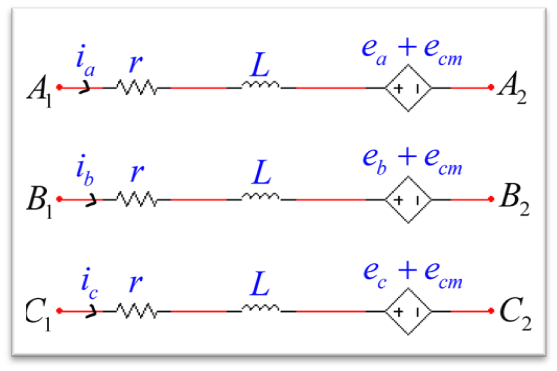 i_a r L e_a + e_cm
A_1 + - A_2
i_b r L e_b + e_cm
B_1 + - B_2
i_c r L e_c + e_cm
C_1 + - C_2